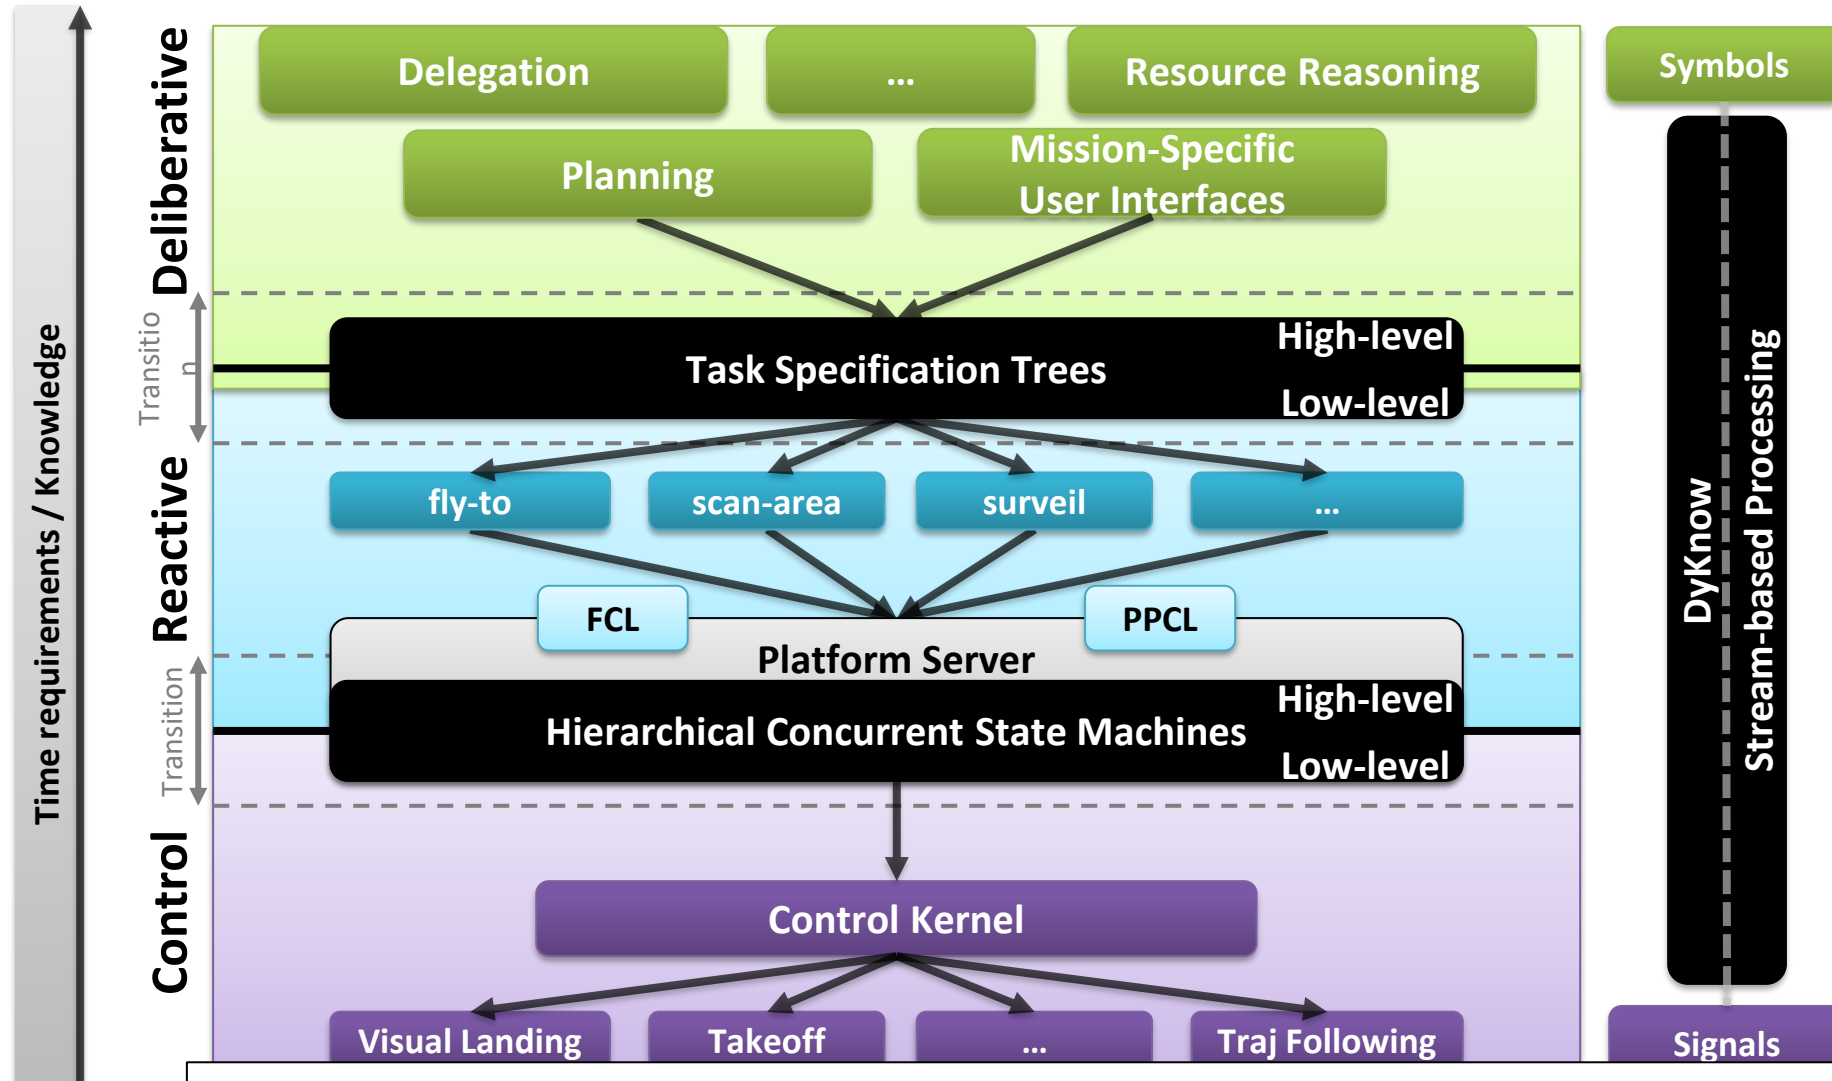 Time requirements / Knowledge
Deliberative
Delegation
...
Resource Reasoning
Planning
Mission-Specific
User Interfaces
Transitio
n
Task Specification Trees
High-level
Low-level
Reactive
fly-to
scan-area
surveil
...
FCL
PPCL
Platform Server
Transition
Hierarchical Concurrent State Machines
High-level
Low-level
Control
Control Kernel
Visual Landing
Takeoff
...
Traj Following
Symbols
DyKnow
Stream-based Processing
Signals